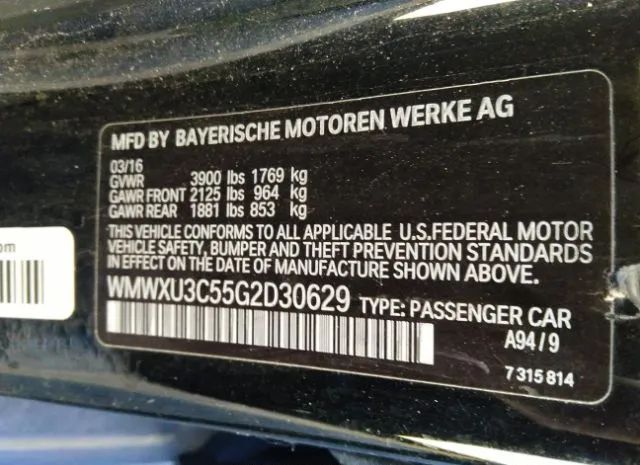 MFD BY BAYERISCHE MOTOREN WERKE AG
03/16
GVWR 3900 lbs 1769 kg
GAWR FRONT 2125 lbs 964 kg
GAWR REAR 1881 lbs 853 kg
THIS VEHICLE CONFORMS TO ALL APPLICABLE U.S.FEDERAL MOTOR
VEHICLE SAFETY, BUMPER AND THEFT PREVENTION STANDARDS
IN EFFECT ON THE DATE OF MANUFACTURE SHOWN ABOVE.
WMWXU3C55G2D30629 TYPE: PASSENGER CAR
A94/9
7 315 814
om